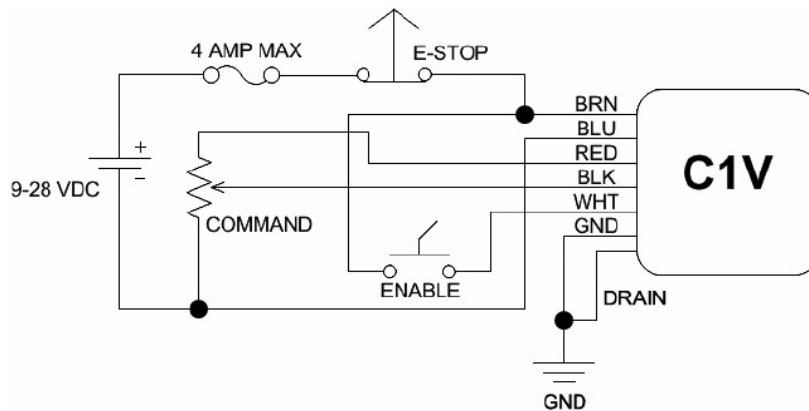 4 AMP MAX
E-STOP
BRN
BLU
RED
BLK
WHT
GND
C1V
+
-
9-28 VDC
COMMAND
ENABLE
DRAIN
GND